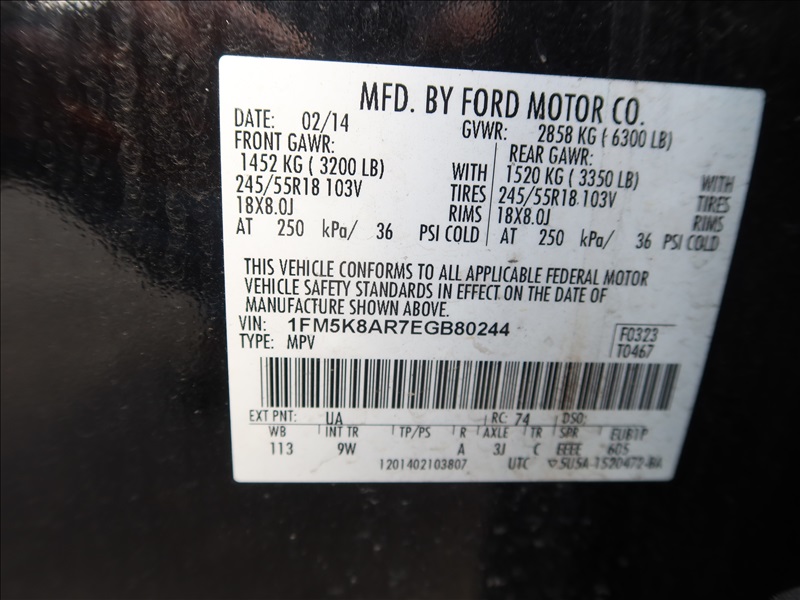 MFD. BY FORD MOTOR CO.
DATE: 02/14 GVWR: 2858 KG ( 6300 LB)
FRONT GAWR: REAR GAWR:
1452 KG ( 3200 LB) WITH 1520 KG ( 3350 LB) WITH
245/55R18 103V TIRES 245/55R18 103V TIRES
18X8.0J RIMS 18X8.0J RIMS
AT 250 kPa/ 36 PSI COLD AT 250 kPa/ 36 PSI COLD
THIS VEHICLE CONFORMS TO ALL APPLICABLE FEDERAL MOTOR
VEHICLE SAFETY STANDARDS IN EFFECT ON THE DATE OF
MANUFACTURE SHOWN ABOVE.
VIN: 1FM5K8AR7EGB80244 F0323
TYPE: MPV T0467
EXT PNT: UA RC: 74 DSO:
WB INT TR TP/PS R AXLE TR SPR EUB1P
113 9W A 3J C EEEE 605
1201402103807 UTC 5U5A-1520472-BA